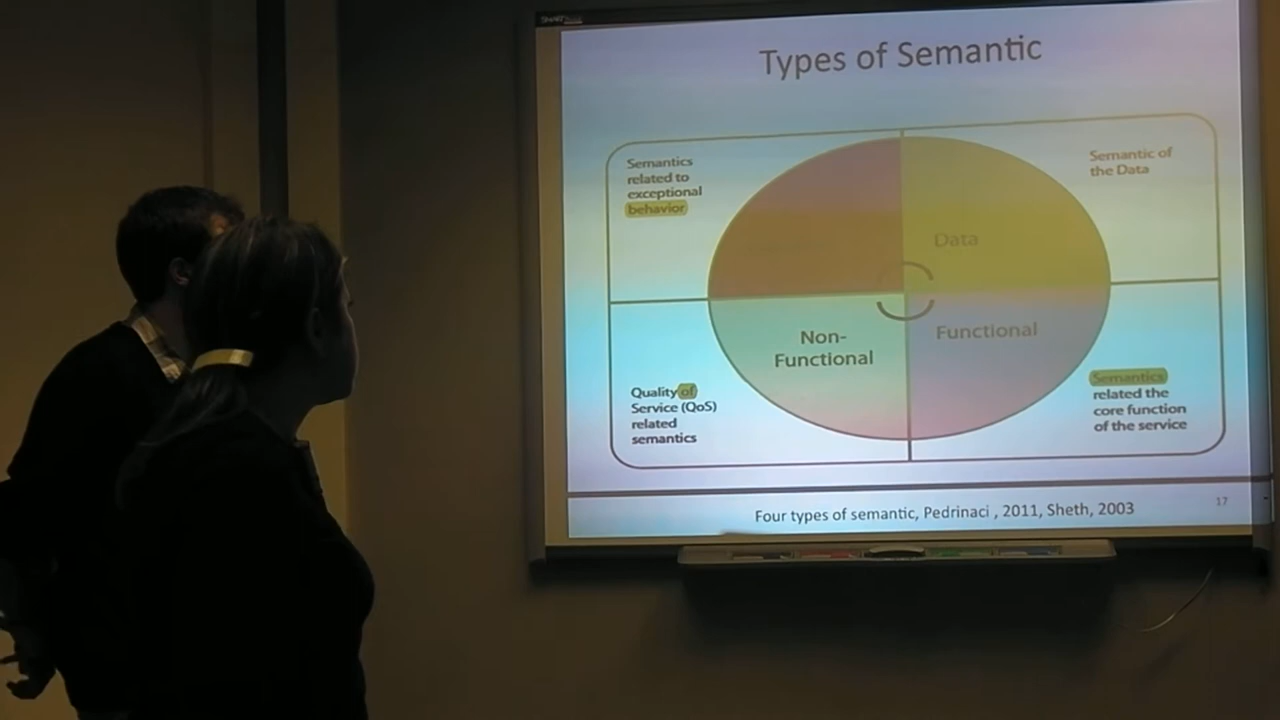 SMART
Types of Semantic
Semantics
related to
exceptional
behavior
Semantic of
the Data
Data
Non-
Functional
Functional
Quality of
Service (QoS)
related
semantics
Semantics
related the
core function
of the service
Four types of semantic, Pedrinaci , 2011, Sheth, 2003
17